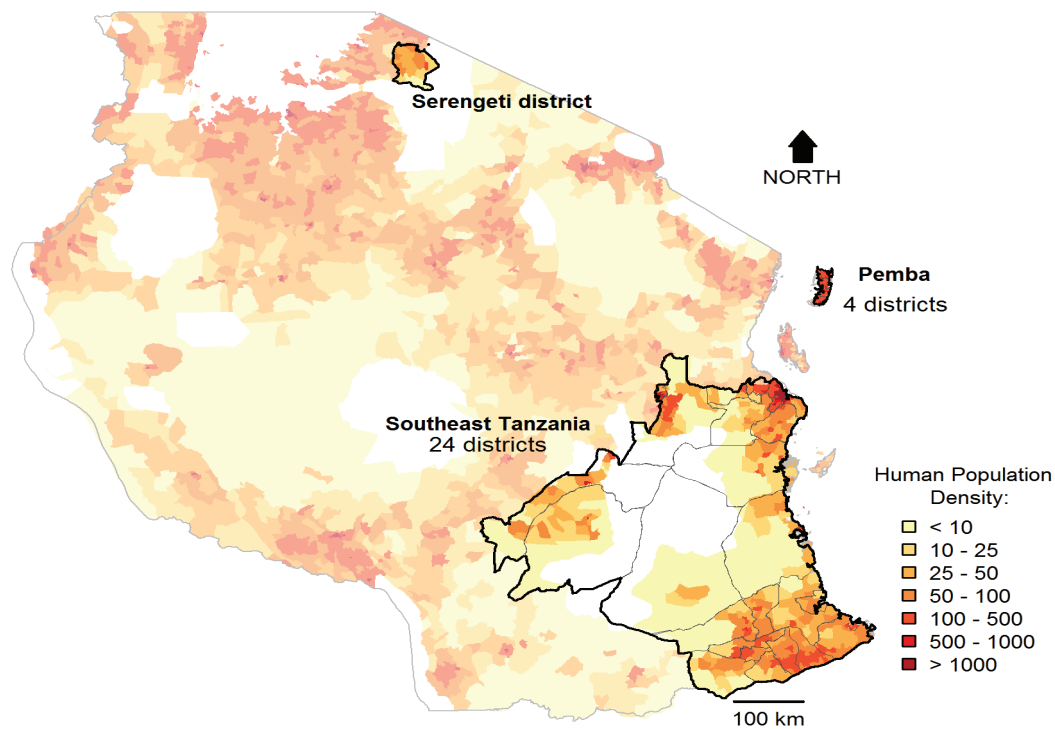 Serengeti district
NORTH
Pemba
4 districts
Southeast Tanzania
24 districts
Human Population
Density:
< 10
10 - 25
25 - 50
50 - 100
100 - 500
500 - 1000
> 1000
100 km